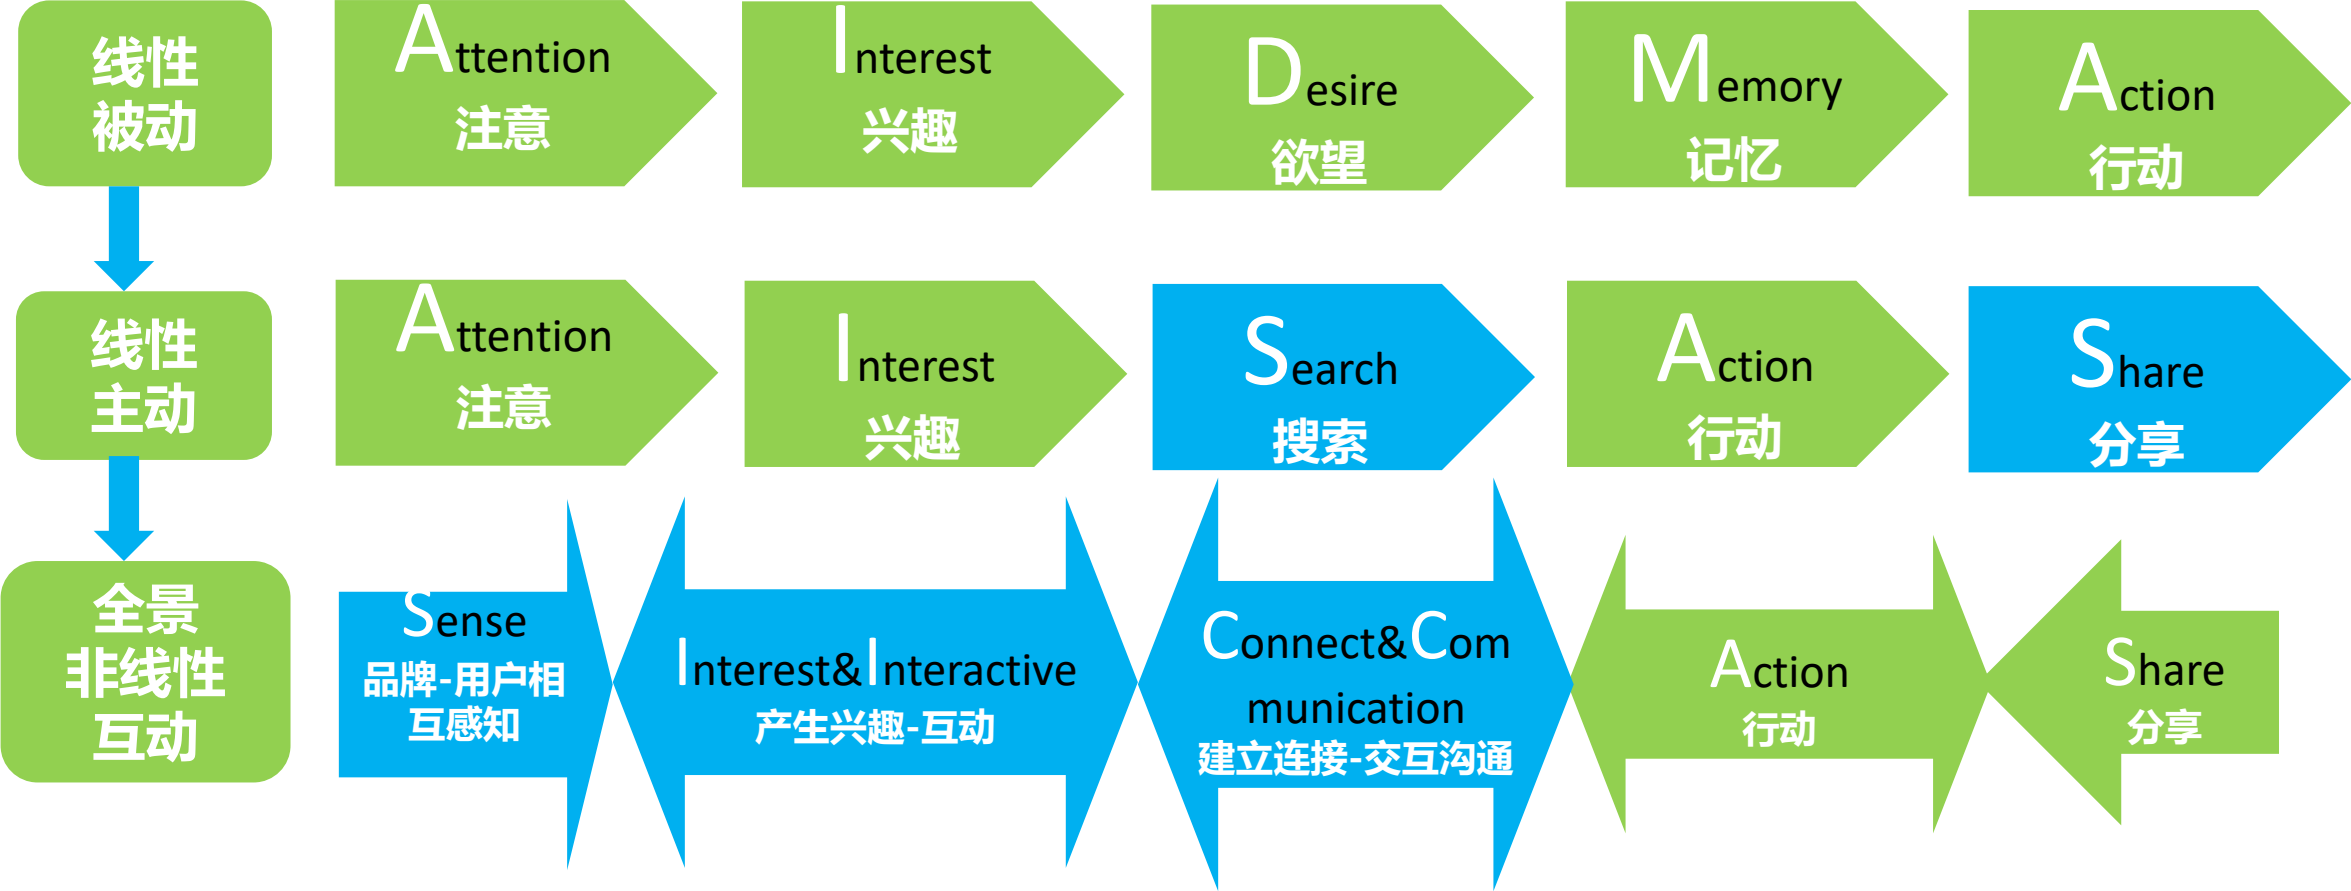 线性
被动
Attention
注意
Interest
兴趣
Desire
欲望
Memory
记忆
Action
行动
线性
主动
Attention
注意
Interest
兴趣
Search
搜索
Action
行动
Share
分享
全景
非线性
互动
Sense
品牌-用户相
互感知
Interest&Interactive
产生兴趣-互动
Connect&Com
munication
建立连接-交互沟通
Action
行动
Share
分享